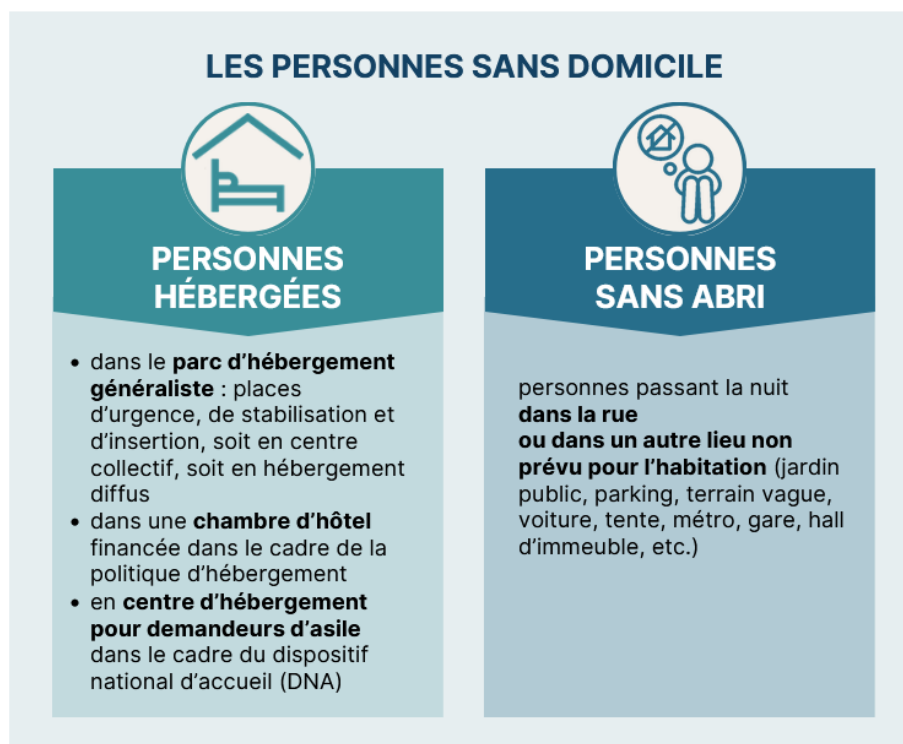 LES PERSONNES SANS DOMICILE
PERSONNES
HÉBERGÉES
• dans le parc d’hébergement
généraliste : places
d’urgence, de stabilisation et
d’insertion, soit en centre
collectif, soit en hébergement
diffus
• dans une chambre d’hôtel
financée dans le cadre de la
politique d’hébergement
• en centre d’hébergement
pour demandeurs d’asile
dans le cadre du dispositif
national d’accueil (DNA)
PERSONNES
SANS ABRI
personnes passant la nuit
dans la rue
ou dans un autre lieu non
prévu pour l’habitation (jardin
public, parking, terrain vague,
voiture, tente, métro, gare, hall
d’immeuble, etc.)